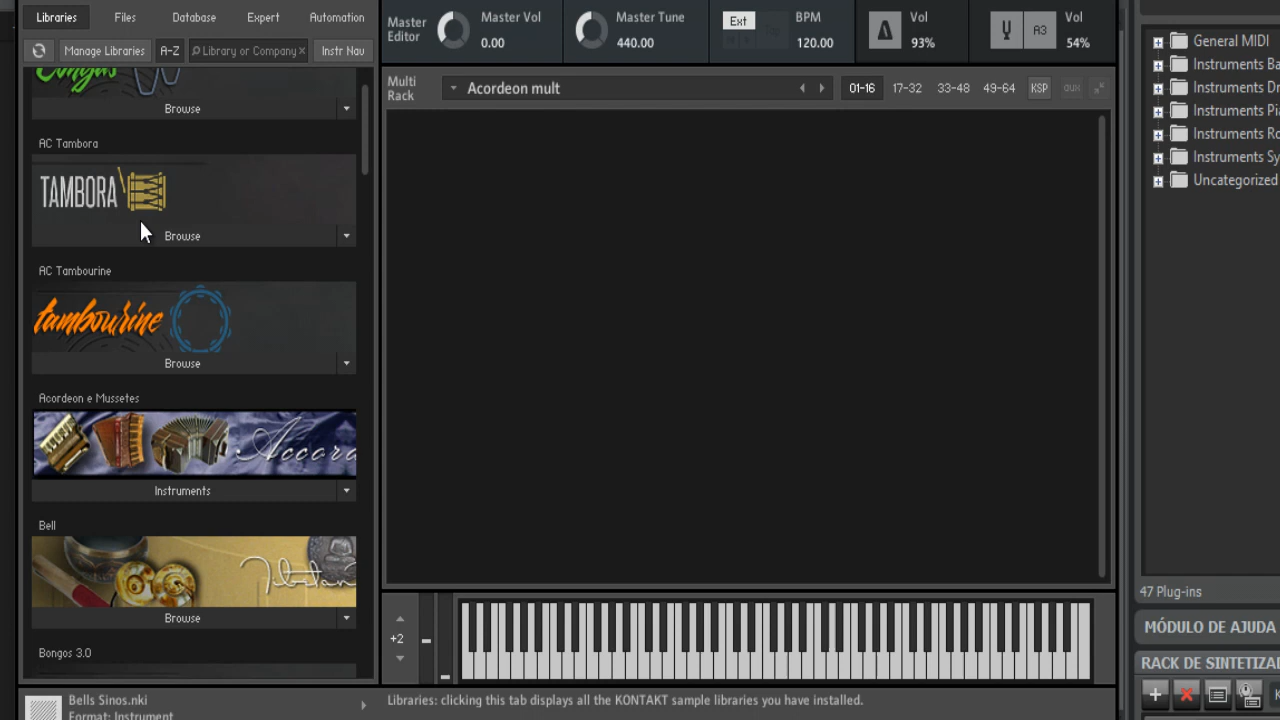 Libraries
Files
Database
Expert
Automation
Manage Libraries
A-Z
Library or Company
Instr Nav
Congas
Browse
AC Tambora
TAMBORA
Browse
AC Tambourine
tambourine
Browse
Acordeon e Mussetes
Accord
Instruments
Bell
Tibetan
Browse
Bongos 3.0
Bells Sinos.nki
Format: Instrument
Master
Editor
Master Vol
0.00
Master Tune
440.00
Ext
BPM
120.00
Vol
93%
A3
Vol
54%
Multi
Rack
Acordeon mult
01-16
17-32
33-48
49-64
KSP
aux
+2
Libraries: clicking this tab displays all the KONTAKT sample libraries you have installed.
General MIDI
Instruments Ba
Instruments Dr
Instruments Pi
Instruments Ro
Instruments Sy
Uncategorized
47 Plug-ins
MÓDULO DE AJUDA
RACK DE SINTETIZA
K